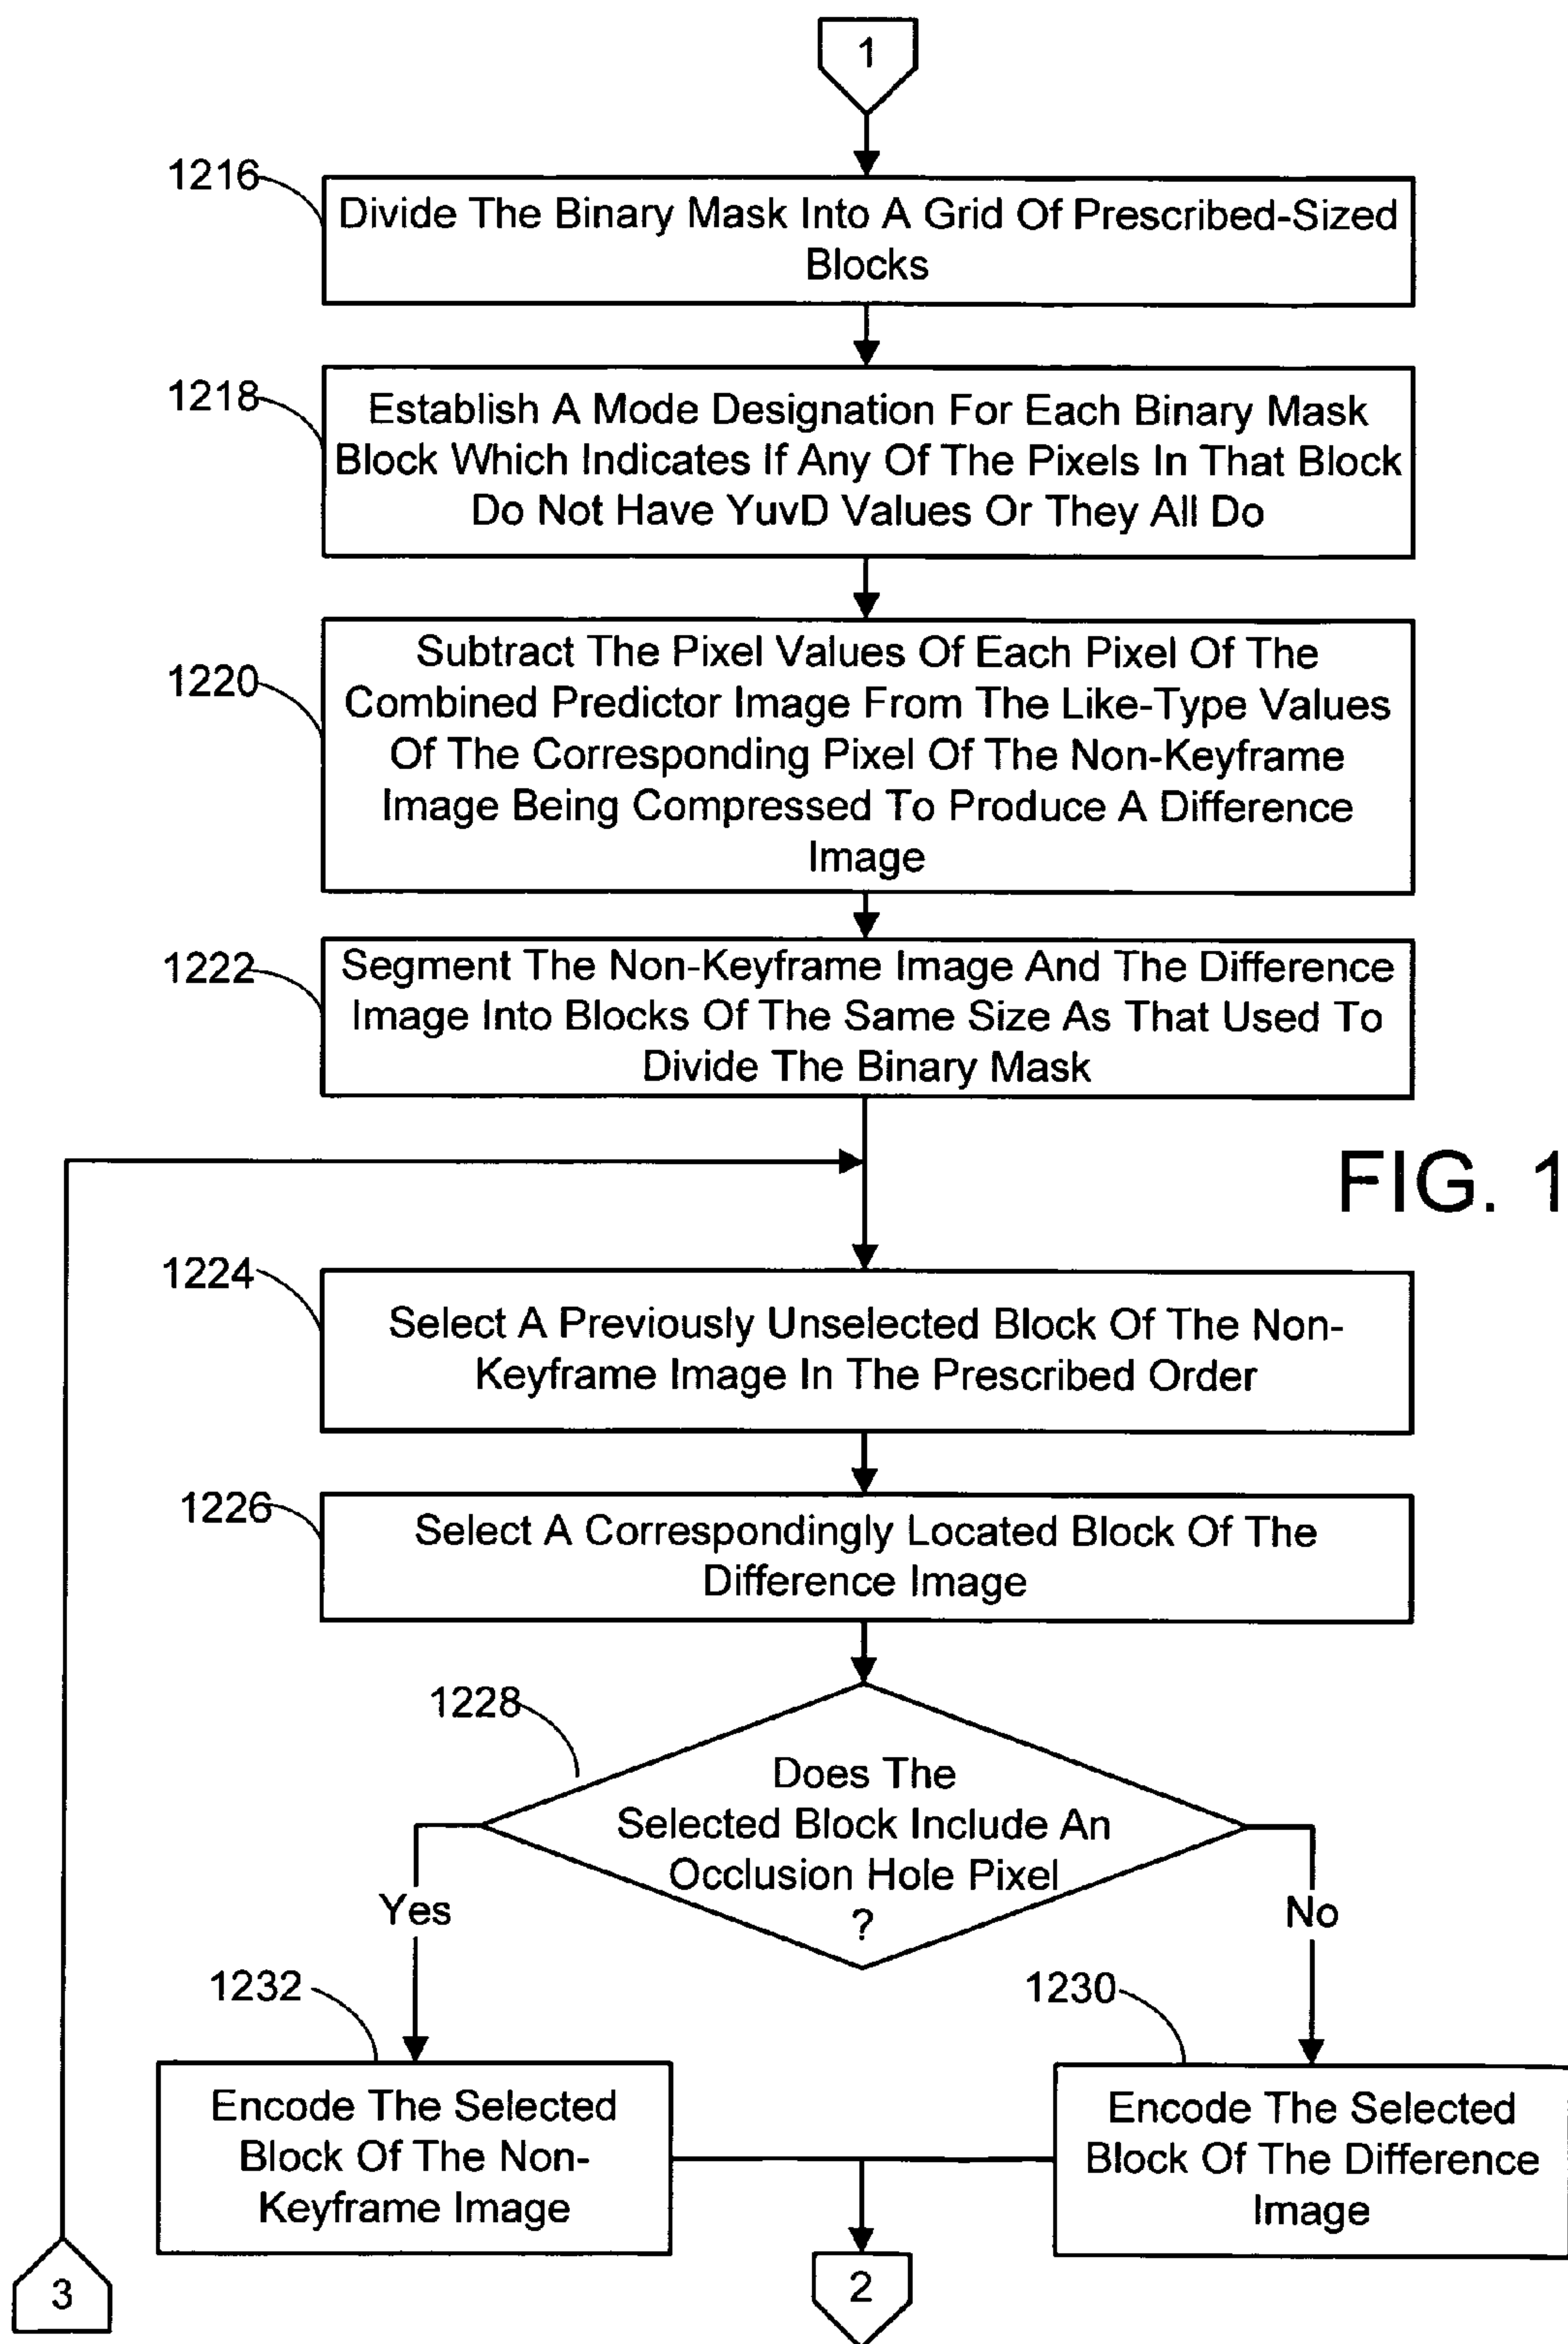 1
1216
Divide The Binary Mask Into A Grid Of Prescribed-Sized
Blocks
1218
Establish A Mode Designation For Each Binary Mask
Block Which Indicates If Any Of The Pixels In That Block
Do Not Have YuvD Values Or They All Do
1220
Subtract The Pixel Values Of Each Pixel Of The
Combined Predictor Image From The Like-Type Values
Of The Corresponding Pixel Of The Non-Keyframe
Image Being Compressed To Produce A Difference
Image
1222
Segment The Non-Keyframe Image And The Difference
Image Into Blocks Of The Same Size As That Used To
Divide The Binary Mask
FIG. 1
1224
Select A Previously Unselected Block Of The Non-
Keyframe Image In The Prescribed Order
1226
Select A Correspondingly Located Block Of The
Difference Image
1228
Does The
Selected Block Include An
Occlusion Hole Pixel
?
Yes
No
1232
1230
Encode The Selected
Block Of The Non-
Keyframe Image
Encode The Selected
Block Of The Difference
Image
3
2